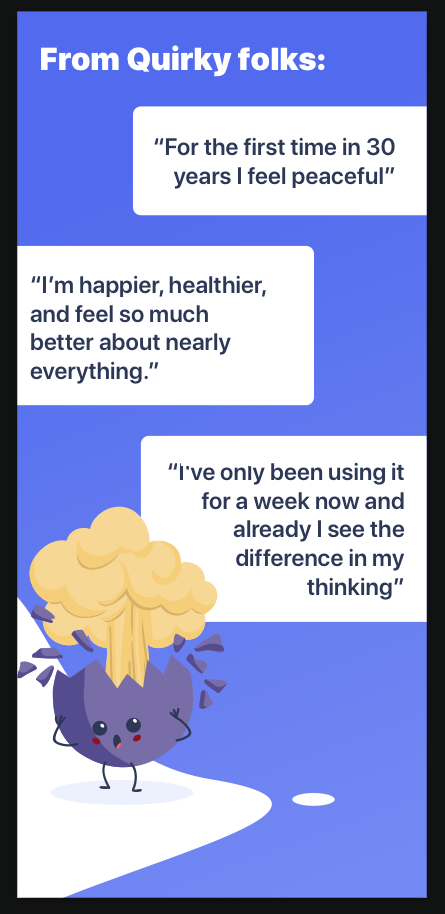 From Quirky folks:
“For the first time in 30
years I feel peaceful”
“I’m happier, healthier,
and feel so much
better about nearly
everything.”
“I've only been using it
for a week now and
already I see the
difference in my
thinking”